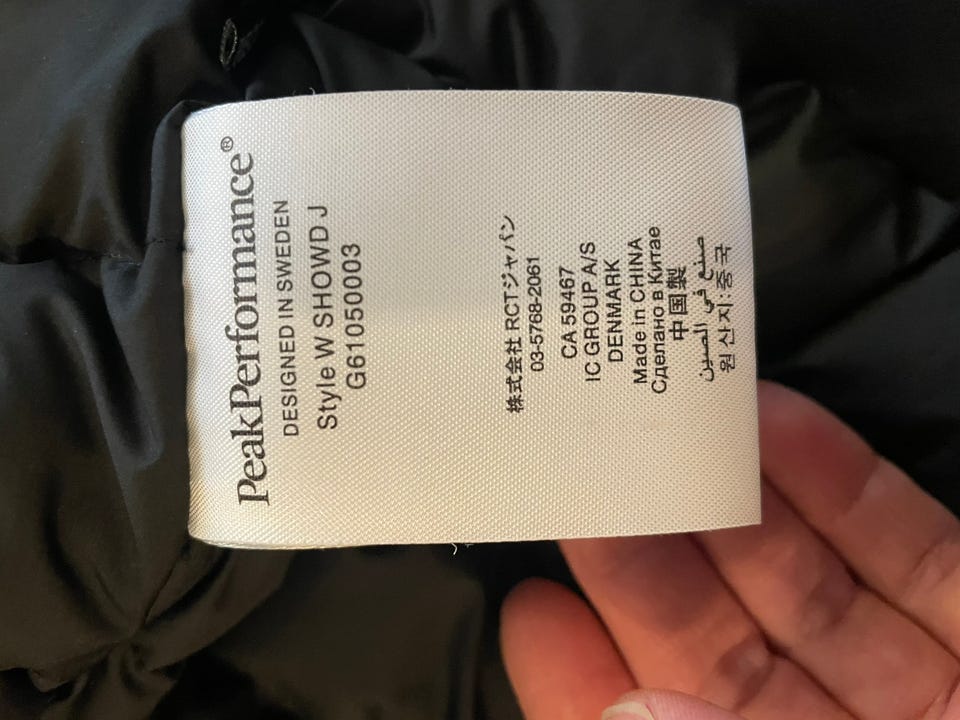 PeakPerformance®
DESIGNED IN SWEDEN
Style W SHOWD J
G61050003
株式会社 RCTジャパン
03-5768-2061
CA 59467
IC GROUP A/S
DENMARK
Made in CHINA
Сделано в Китае
中国製
صنع في الصين
원산지:중국